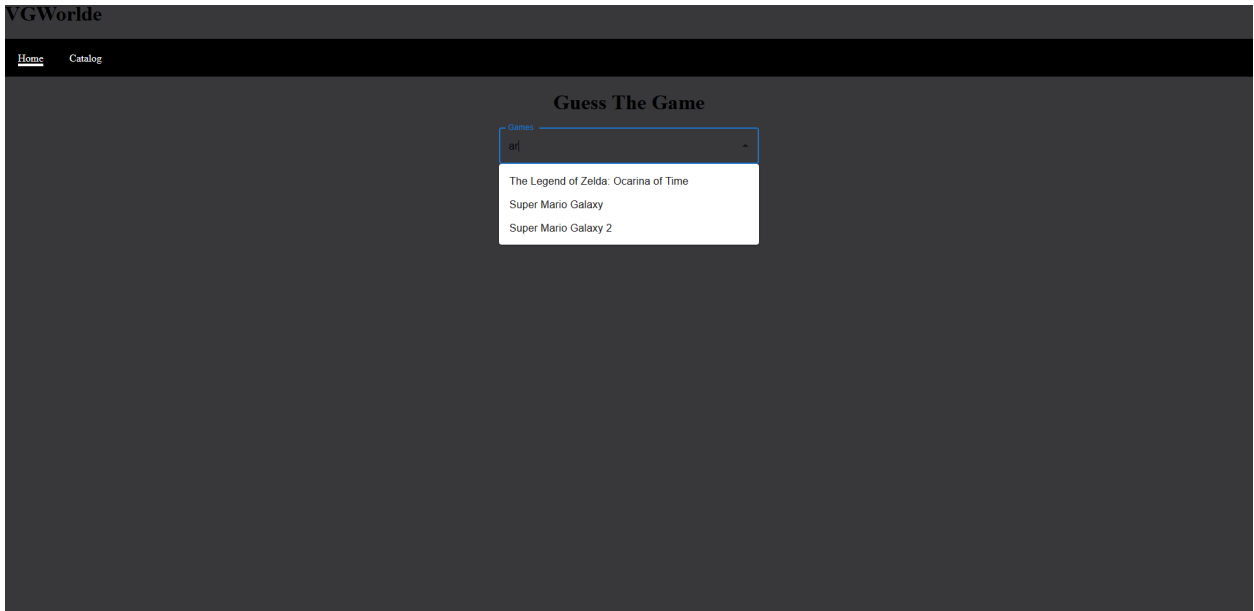 VGWorlde
Home Catalog
Guess The Game
Games
ar
The Legend of Zelda: Ocarina of Time
Super Mario Galaxy
Super Mario Galaxy 2